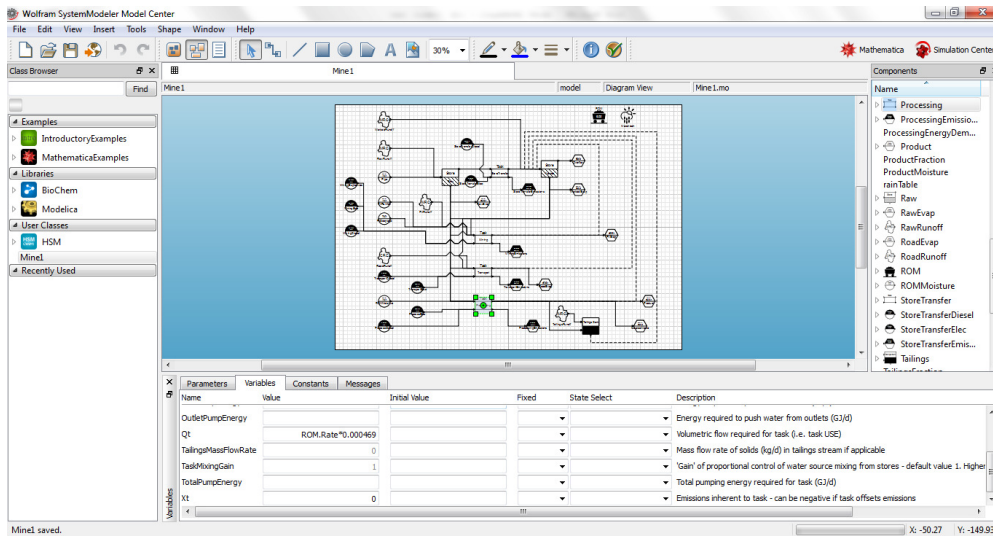 Wolfram SystemModeler Model Center
File Edit View Insert Tools Shape Window Help
30%
Mathematica
Simulation Center
Class Browser
Find
Examples
IntroductoryExamples
MathematicaExamples
Libraries
BioChem
Modelica
User Classes
HSM
Mine1
Recently Used
Mine1
Mine1 model Diagram View Mine1.mo
Components
Name
Processing
ProcessingEmissio...
ProcessingEnergyDem...
Product
ProductFraction
ProductMoisture
rainTable
Raw
RawEvap
RawRunoff
RoadEvap
RoadRunoff
ROM
ROMMoisture
StoreTransfer
StoreTransferDiesel
StoreTransferElec
StoreTransferEmis...
Tailings
TailingsFraction
Parameters Variables Constants Messages
Name Value Initial Value Fixed State Select Description
OutletPumpEnergy Energy required to push water from outlets (GJ/d)
Qt ROM.Rate*0.000469 Volumetric flow required for task (i.e. task USE)
TailingsMassFlowRate 0 Mass flow rate of solids (kg/d) in tailings stream if applicable
TaskMixingGain 1 'Gain' of proportional control of water source mixing from stores - default value 1. Higher
TotalPumpEnergy Total pumping energy required for task (GJ/d)
Xt 0 Emissions inherent to task - can be negative if task offsets emissions
Variables
Mine1 saved.
X: -50.27 Y: -149.93